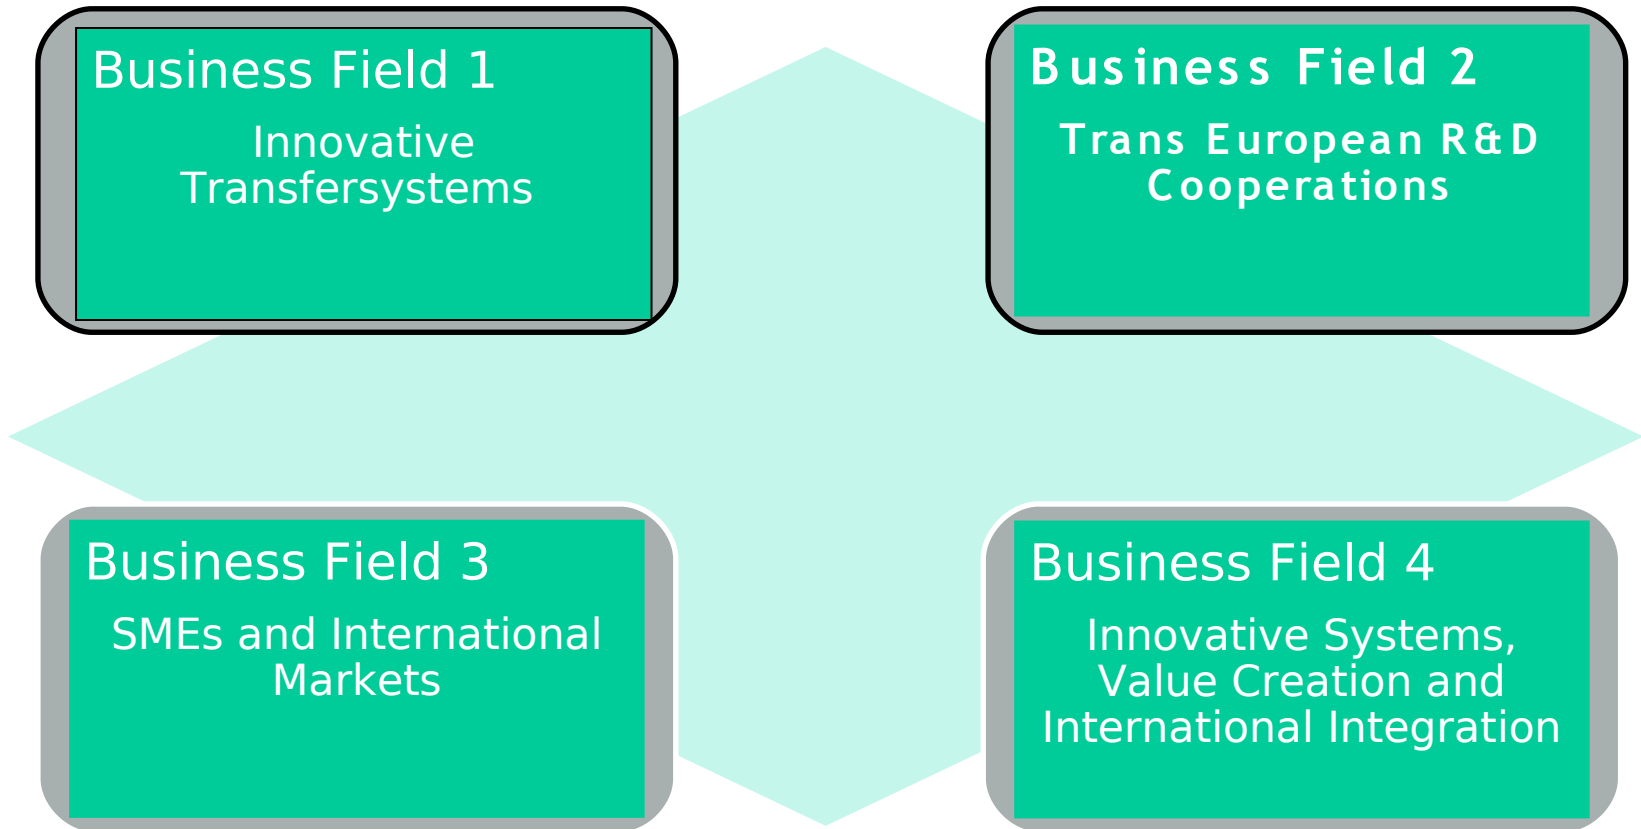 Business Field 1
Innovative
Transfersystems
Business Field 2
Trans European R&D
Cooperations
Business Field 3
SMEs and International
Markets
Business Field 4
Innovative Systems,
Value Creation and
International Integration